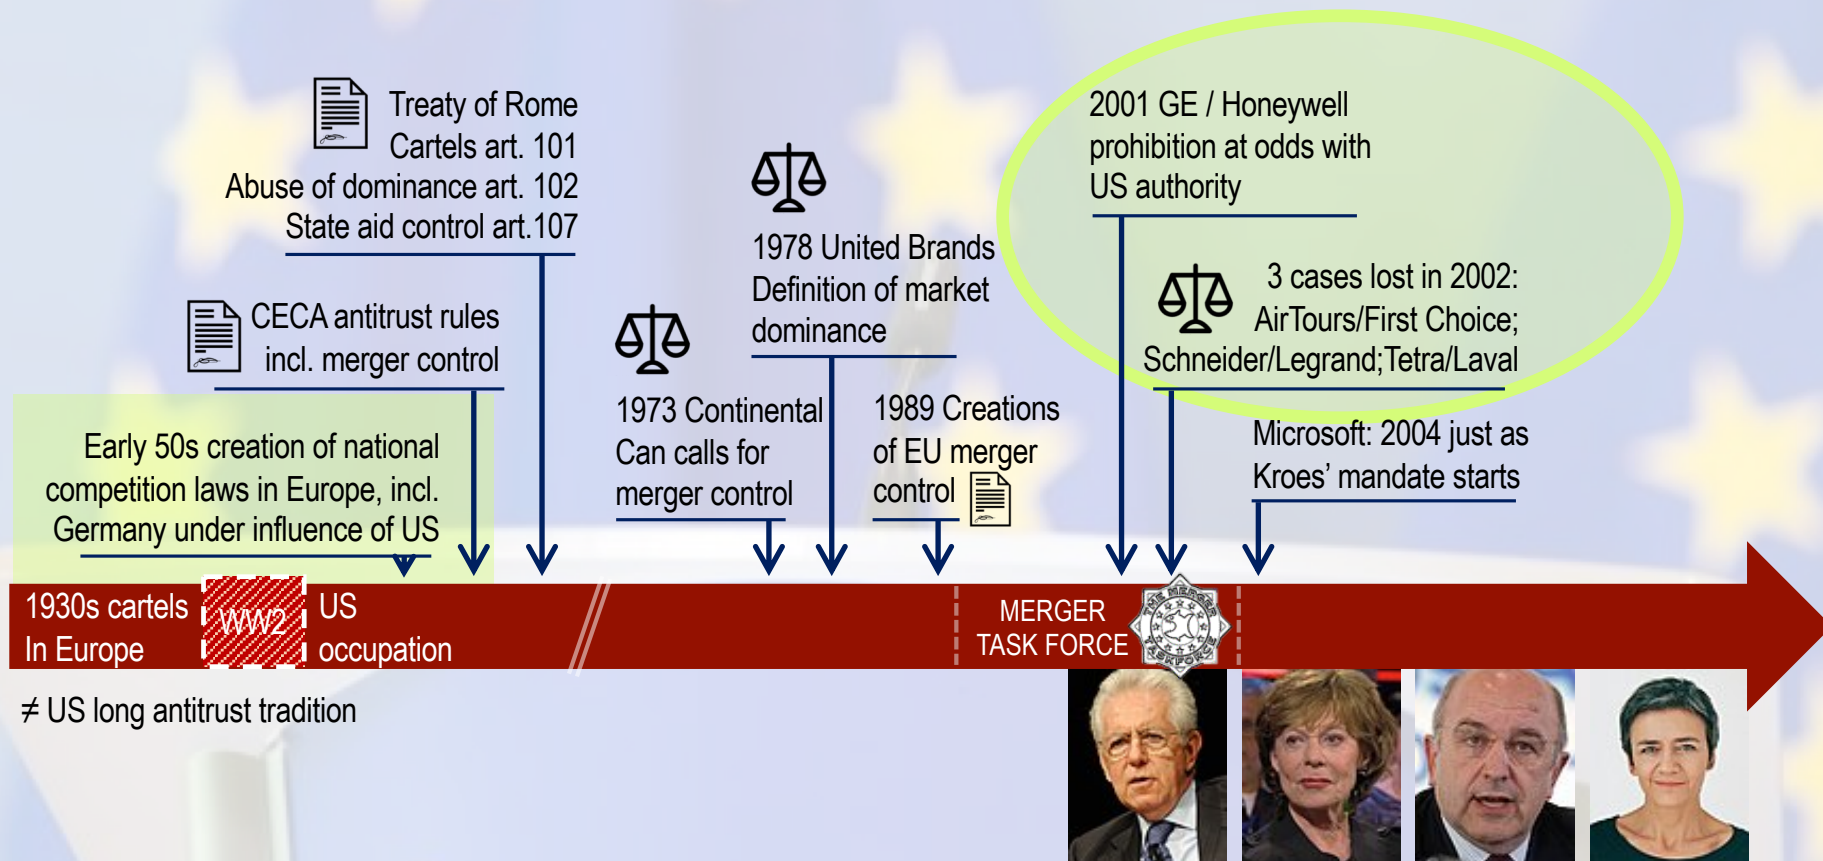 Treaty of Rome
Cartels art. 101
Abuse of dominance art. 102
State aid control art.107
CECA antitrust rules
incl. merger control
Early 50s creation of national
competition laws in Europe, incl.
Germany under influence of US
1973 Continental
Can calls for
merger control
1978 United Brands
Definition of market
dominance
1989 Creations
of EU merger
control
2001 GE / Honeywell
prohibition at odds with
US authority
3 cases lost in 2002:
AirTours/First Choice;
Schneider/Legrand;Tetra/Laval
Microsoft: 2004 just as
Kroes’ mandate starts
1930s cartels
In Europe
WW2
US
occupation
MERGER
TASK FORCE
THE MERGER
TASKFORCE
≠ US long antitrust tradition